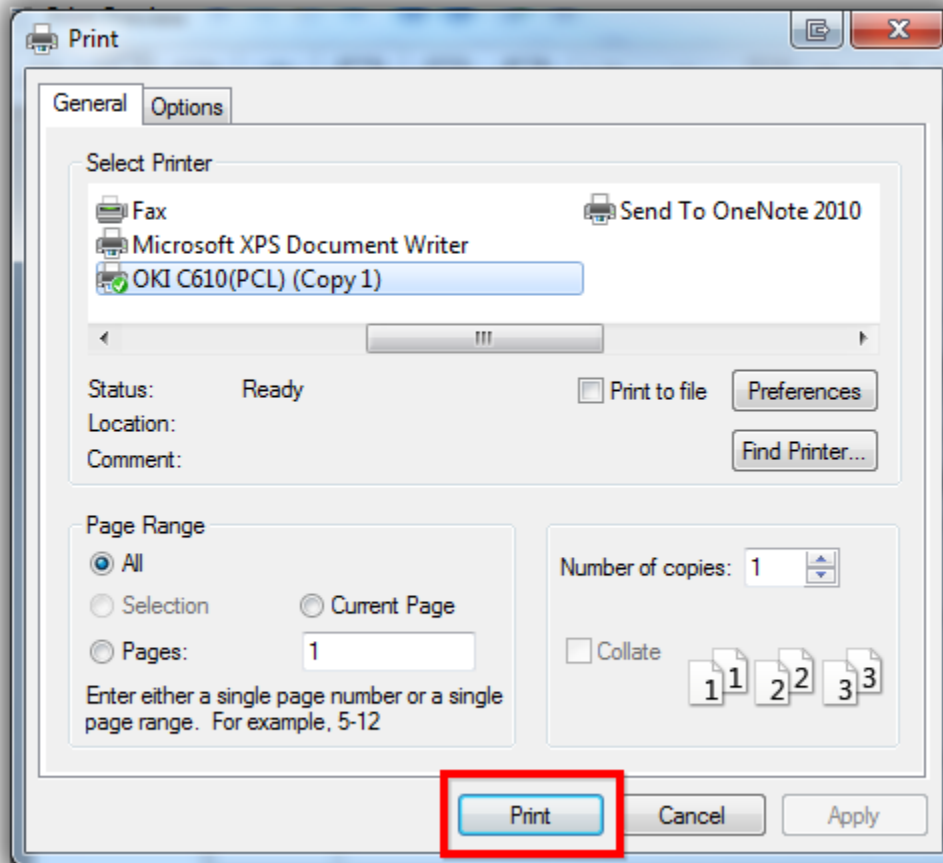 Print
General Options
Select Printer
Fax Send To OneNote 2010
Microsoft XPS Document Writer
OKI C610(PCL) (Copy 1)
Status: Ready Print to file Preferences
Location:
Comment: Find Printer...
Page Range
All Number of copies: 1
Selection Current Page
Pages: 1 Collate 1 1 2 2 3 3
Enter either a single page number or a single
page range. For example, 5-12
Print Cancel Apply